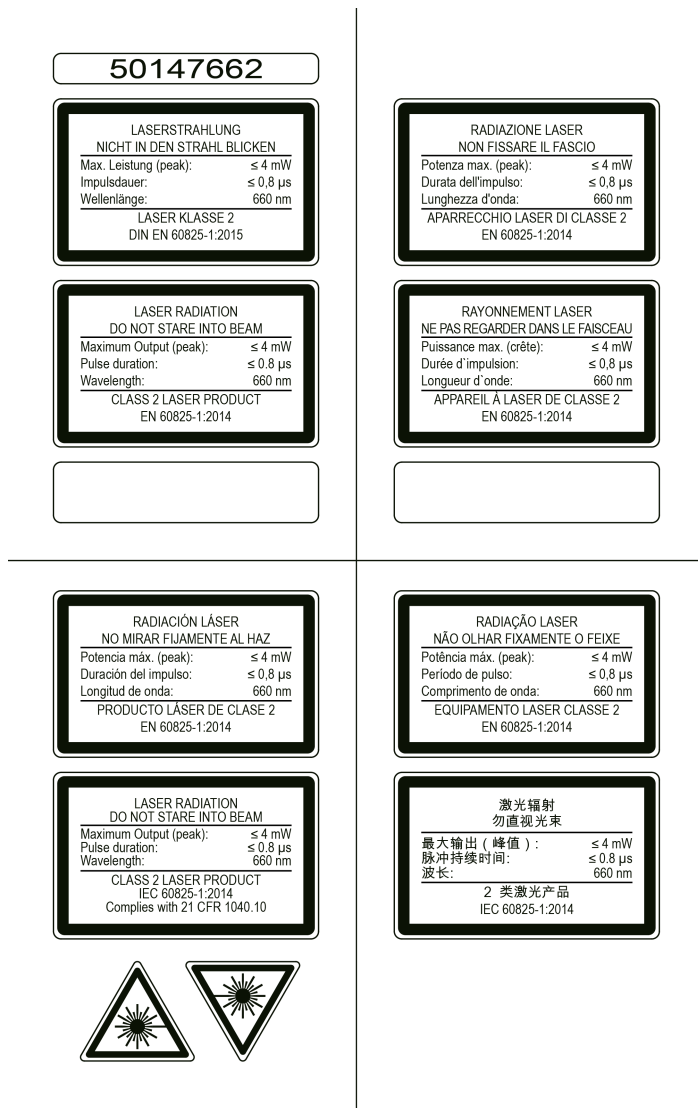 50147662
LASERSTRAHLUNG
NICHT IN DEN STRAHL BLICKEN
Max. Leistung (peak): ≤ 4 mW
Impulsdauer: ≤ 0,8 µs
Wellenlänge: 660 nm
LASER KLASSE 2
DIN EN 60825-1:2015
LASER RADIATION
DO NOT STARE INTO BEAM
Maximum Output (peak): ≤ 4 mW
Pulse duration: ≤ 0.8 µs
Wavelength: 660 nm
CLASS 2 LASER PRODUCT
EN 60825-1:2014
RADIAZIONE LASER
NON FISSARE IL FASCIO
Potenza max. (peak): ≤ 4 mW
Durata dell'impulso: ≤ 0,8 µs
Lunghezza d'onda: 660 nm
APARRECCHIO LASER DI CLASSE 2
EN 60825-1:2014
RAYONNEMENT LASER
NE PAS REGARDER DANS LE FAISCEAU
Puissance max. (crête): ≤ 4 mW
Durée d`impulsion: ≤ 0,8 µs
Longueur d`onde: 660 nm
APPAREIL À LASER DE CLASSE 2
EN 60825-1:2014
RADIACIÓN LÁSER
NO MIRAR FIJAMENTE AL HAZ
Potencia máx. (peak): ≤ 4 mW
Duración del impulso: ≤ 0,8 µs
Longitud de onda: 660 nm
PRODUCTO LÁSER DE CLASE 2
EN 60825-1:2014
LASER RADIATION
DO NOT STARE INTO BEAM
Maximum Output (peak): ≤ 4 mW
Pulse duration: ≤ 0.8 µs
Wavelength: 660 nm
CLASS 2 LASER PRODUCT
IEC 60825-1:2014
Complies with 21 CFR 1040.10
RADIAÇÃO LASER
NÃO OLHAR FIXAMENTE O FEIXE
Potência máx. (peak): ≤ 4 mW
Período de pulso: ≤ 0,8 µs
Comprimento de onda: 660 nm
EQUIPAMENTO LASER CLASSE 2
EN 60825-1:2014
激光辐射
勿直视光束
最大输出 ( 峰值 ) : ≤ 4 mW
脉冲持续时间: ≤ 0.8 µs
波长: 660 nm
2 类激光产品
IEC 60825-1:2014